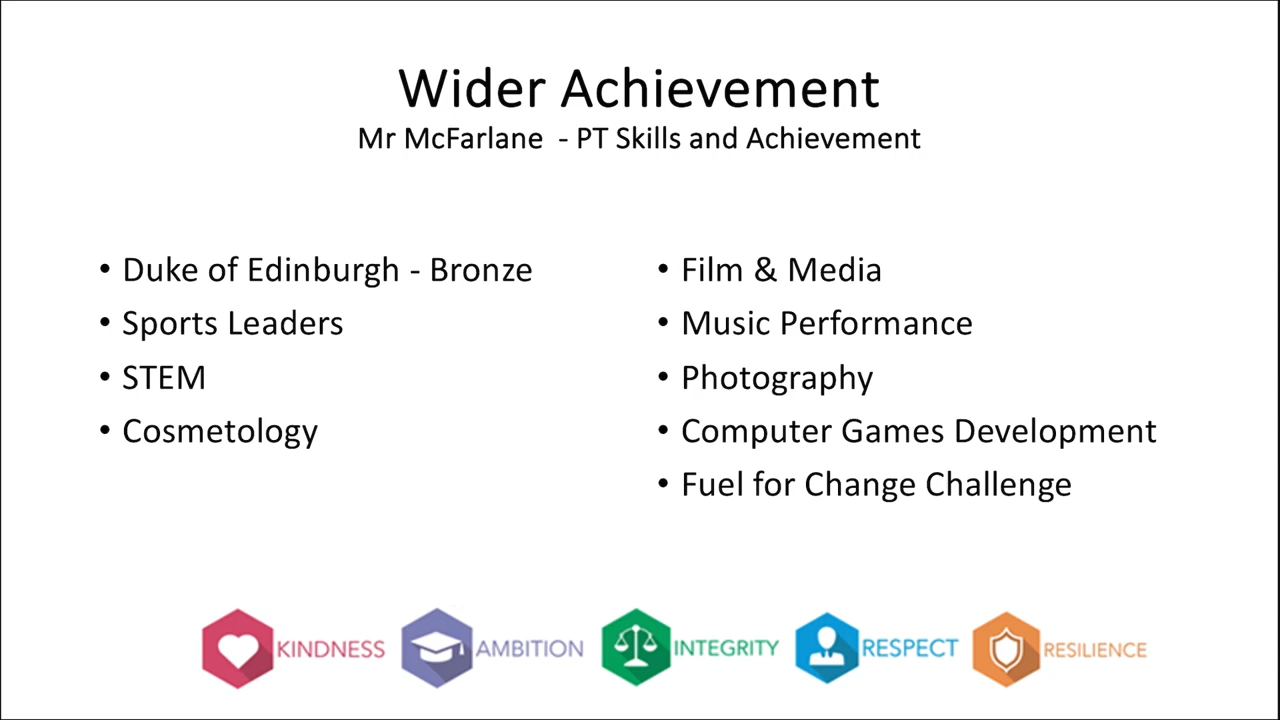 Wider Achievement
Mr McFarlane - PT Skills and Achievement
• Duke of Edinburgh - Bronze
• Sports Leaders
• STEM
• Cosmetology
• Film & Media
• Music Performance
• Photography
• Computer Games Development
• Fuel for Change Challenge
KINDNESS AMBITION INTEGRITY RESPECT RESILIENCE